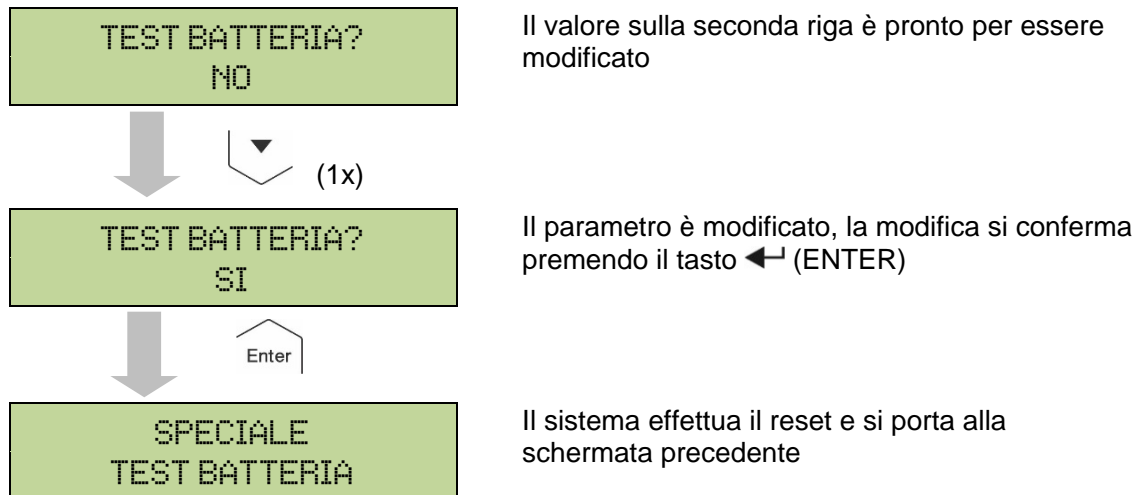 TEST BATTERIA?
NO
Il valore sulla seconda riga è pronto per essere
modificato
(1x)
TEST BATTERIA?
SI
Il parametro è modificato, la modifica si conferma
premendo il tasto (ENTER)
Enter
SPECIALE
TEST BATTERIA
Il sistema effettua il reset e si porta alla
schermata precedente